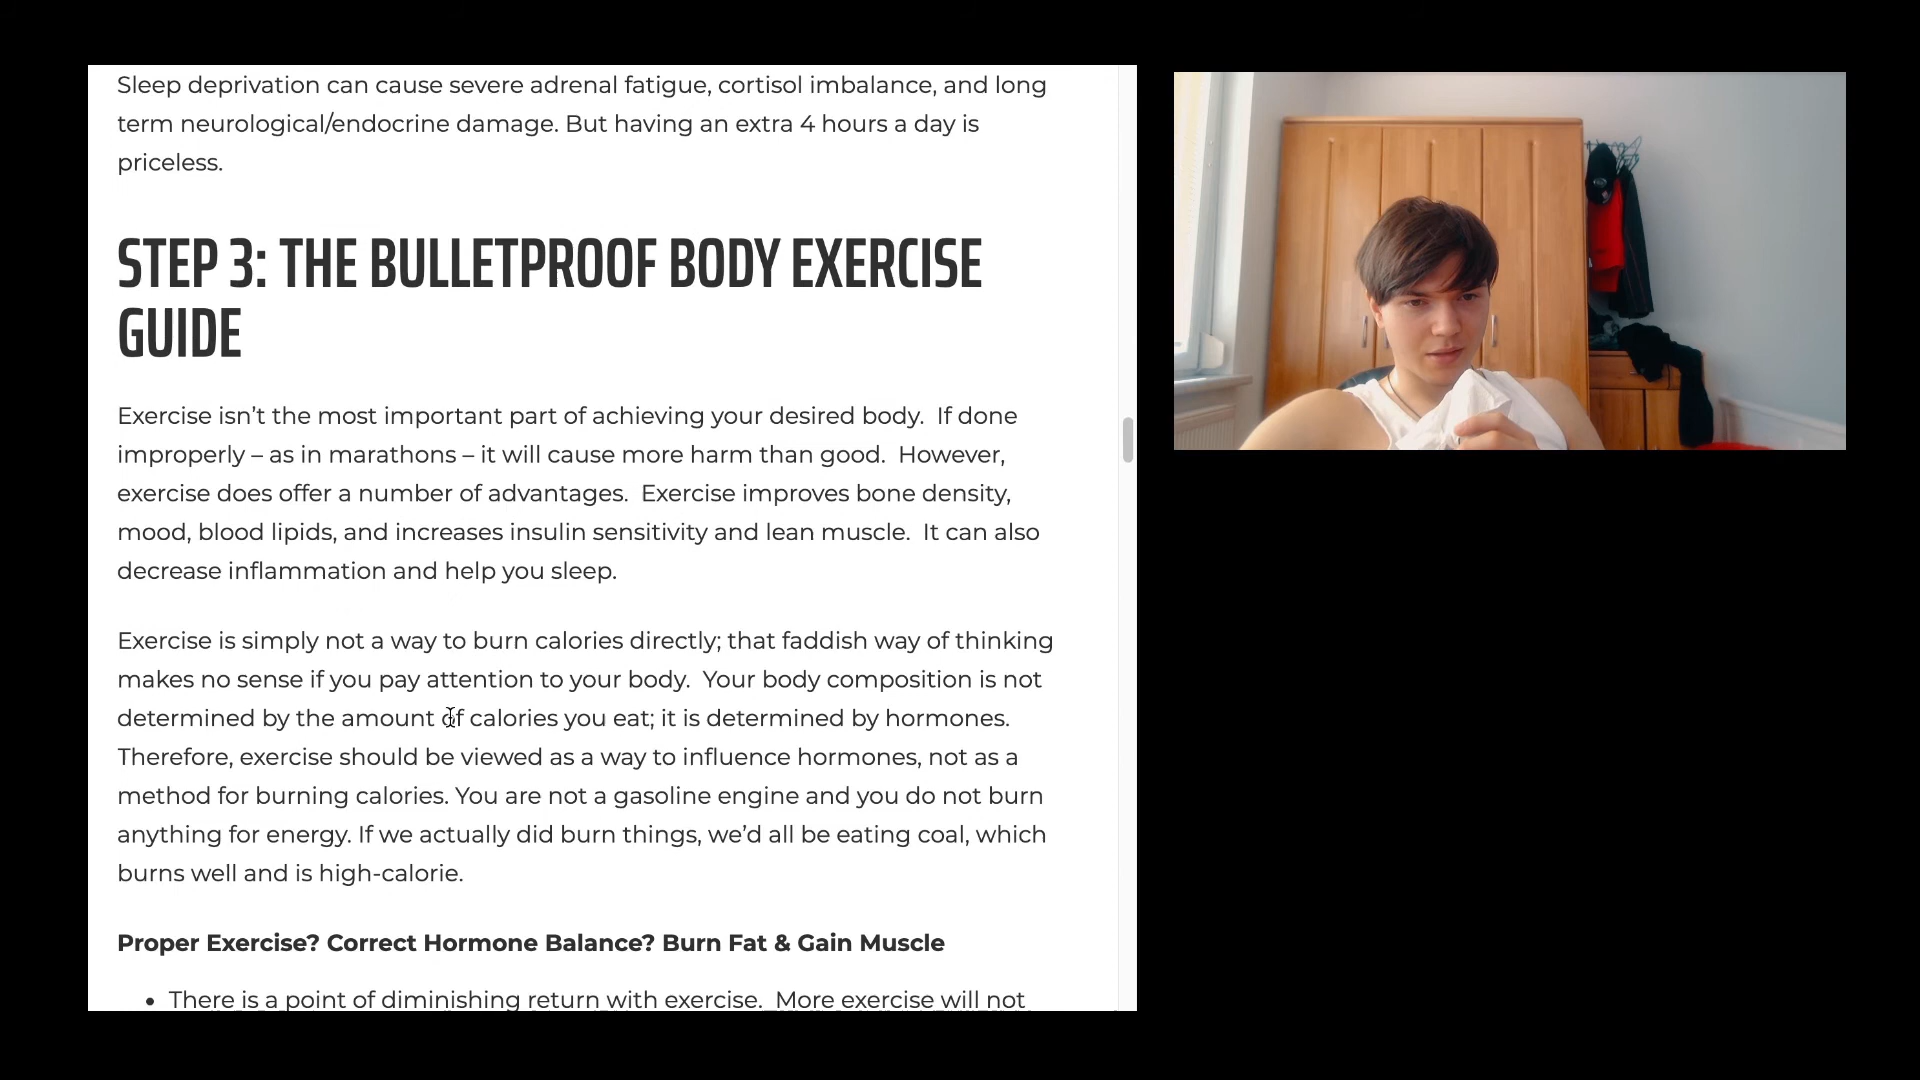 Sleep deprivation can cause severe adrenal fatigue, cortisol imbalance, and long
term neurological/endocrine damage. But having an extra 4 hours a day is
priceless.
STEP 3: THE BULLETPROOF BODY EXERCISE
GUIDE
Exercise isn’t the most important part of achieving your desired body.  If done
improperly – as in marathons – it will cause more harm than good.  However,
exercise does offer a number of advantages.  Exercise improves bone density,
mood, blood lipids, and increases insulin sensitivity and lean muscle.  It can also
decrease inflammation and help you sleep.
Exercise is simply not a way to burn calories directly; that faddish way of thinking
makes no sense if you pay attention to your body.  Your body composition is not
determined by the amount of calories you eat; it is determined by hormones.
Therefore, exercise should be viewed as a way to influence hormones, not as a
method for burning calories. You are not a gasoline engine and you do not burn
anything for energy. If we actually did burn things, we’d all be eating coal, which
burns well and is high-calorie.
Proper Exercise? Correct Hormone Balance? Burn Fat & Gain Muscle
• There is a point of diminishing return with exercise.  More exercise will not